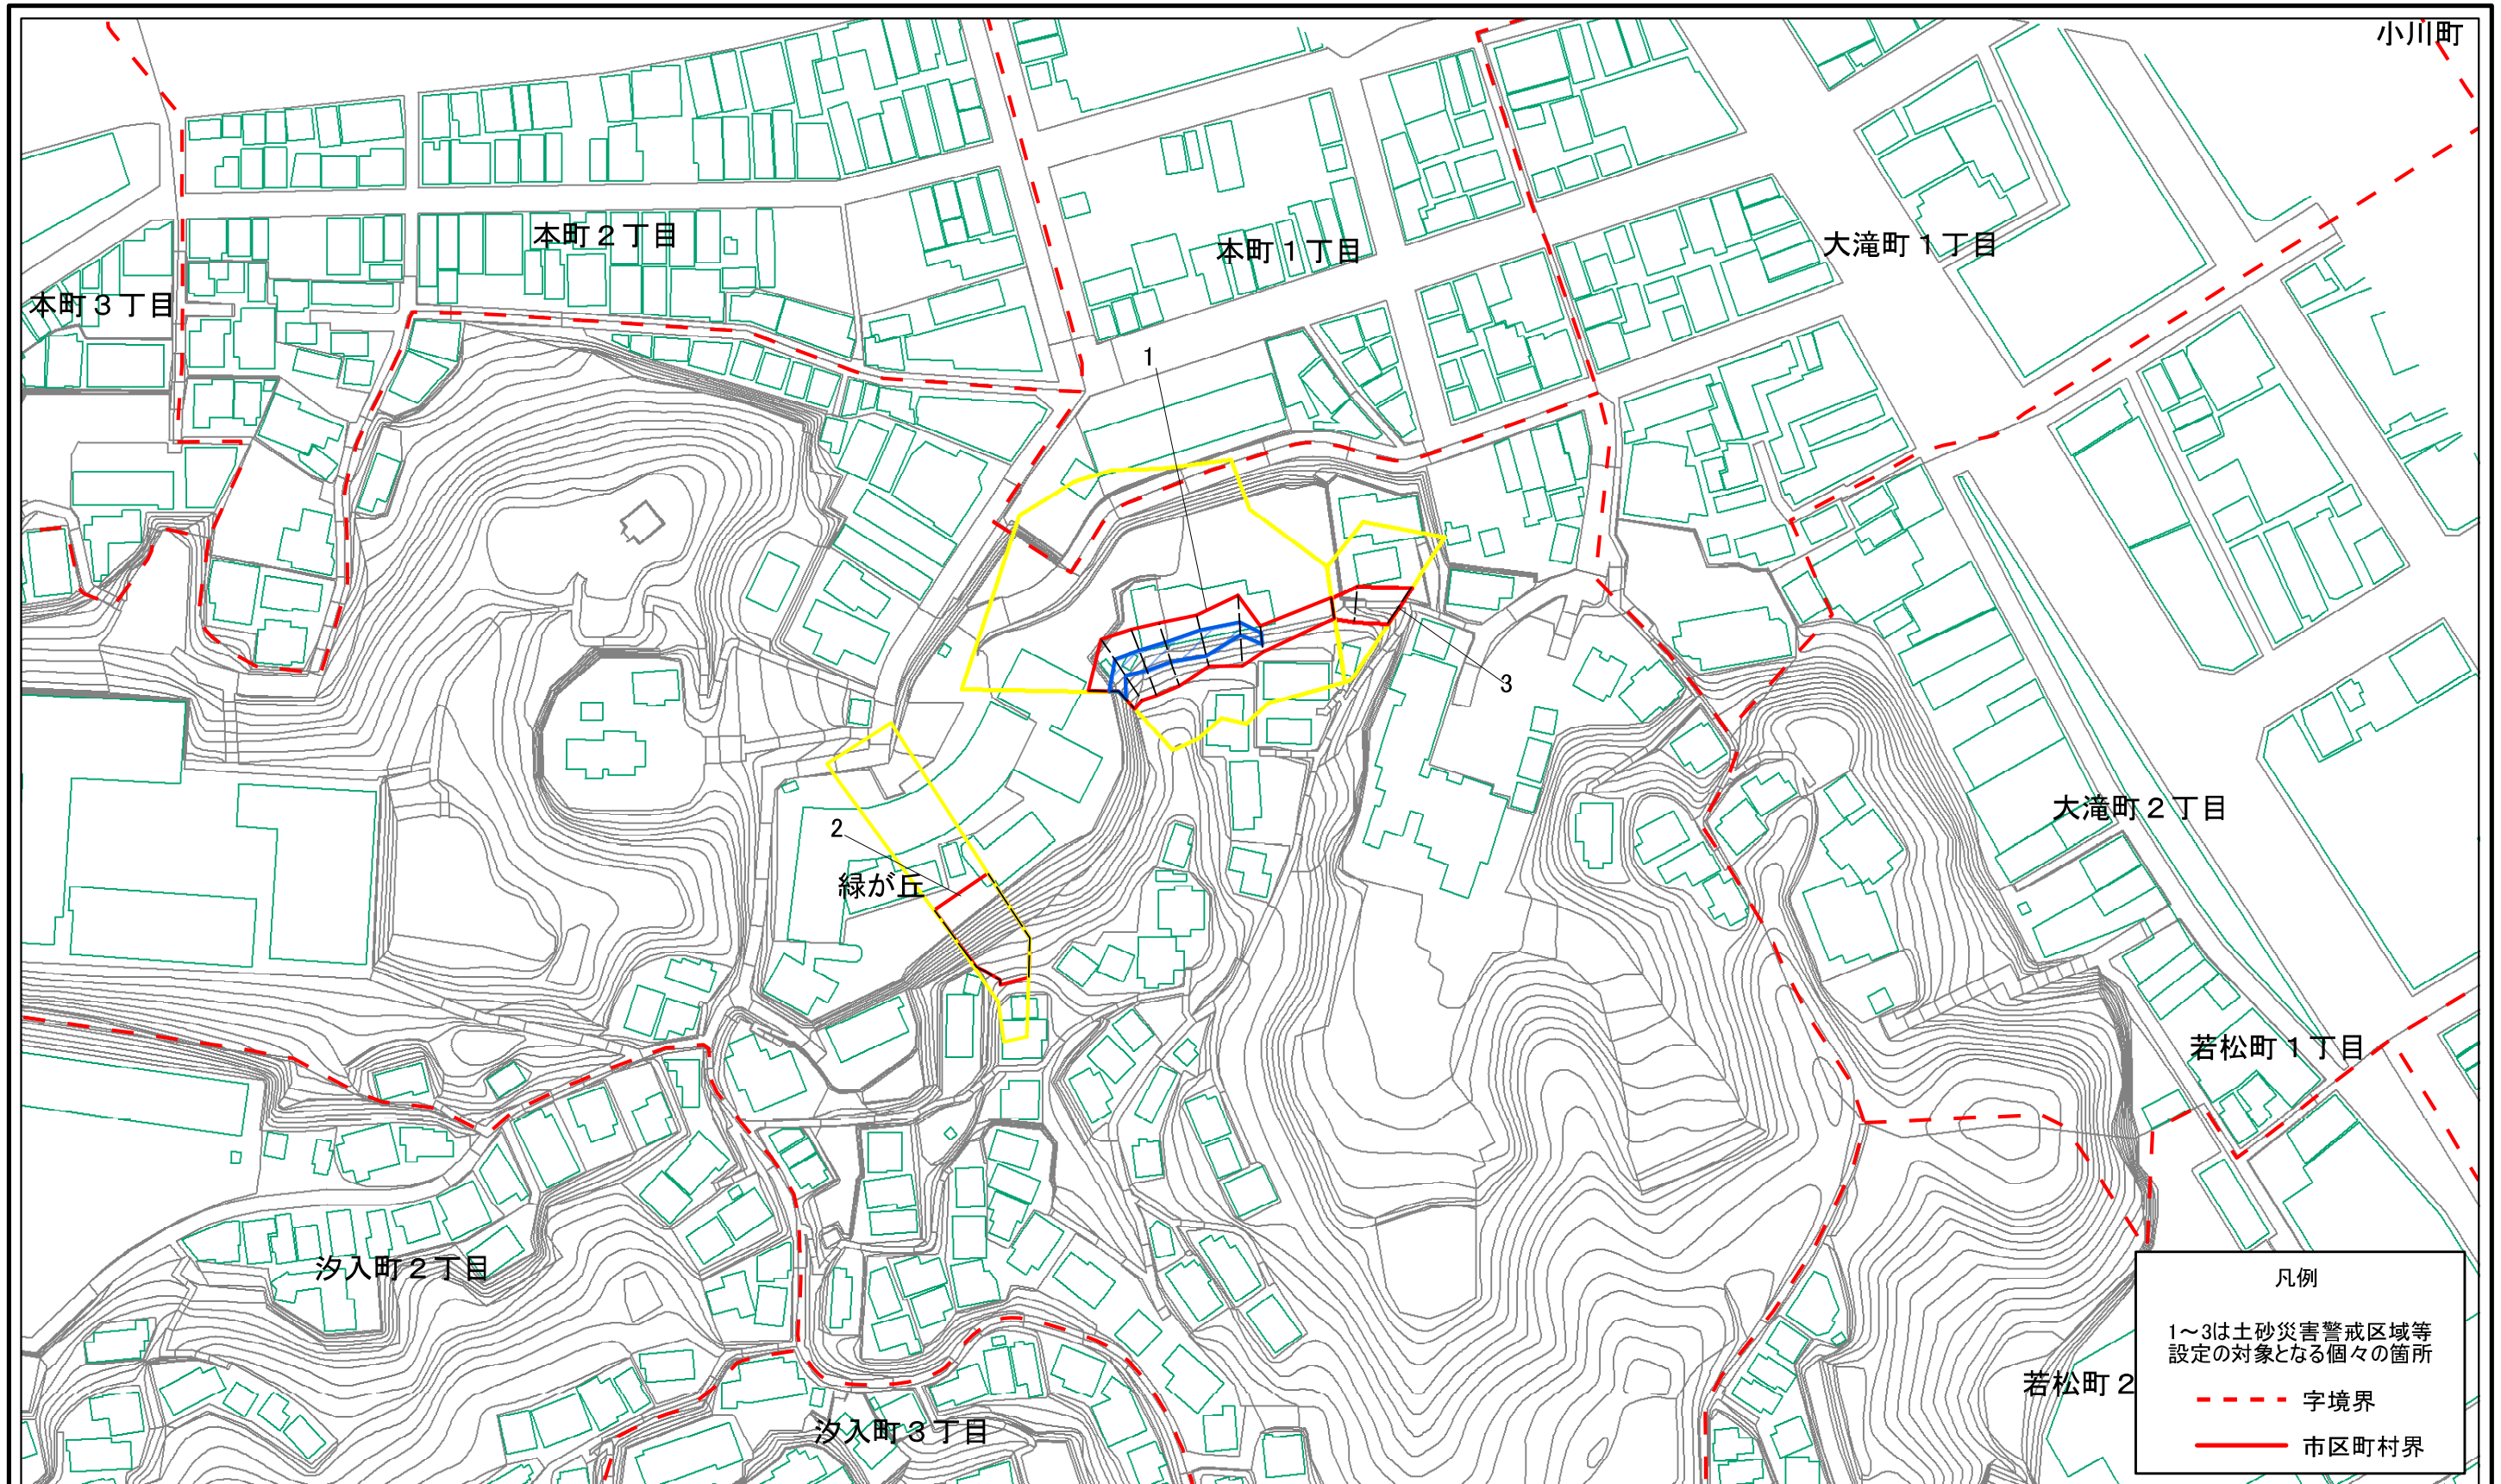 小川町
本町２丁目
本町１丁目
大滝町１丁目
本町３丁目
1
3
大滝町２丁目
2
緑が丘
若松町１丁目
汐入町２丁目
凡例
1～3は土砂災害警戒区域等
設定の対象となる個々の箇所
若松町２
字境界
汐入町３丁目
市区町村界